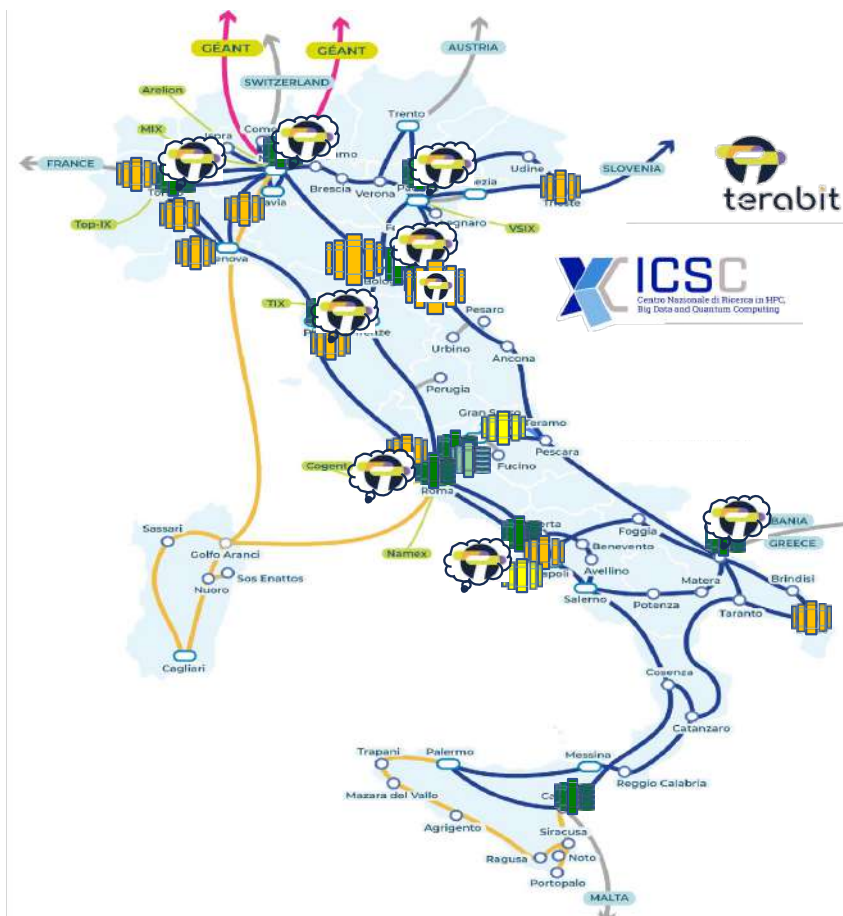 GÉANT
GÉANT
AUSTRIA
SWITZERLAND
Arelion
MIX
Trento
FRANCE
Brescia
Verona
Udine
SLOVENIA
terabit
Top-IX
VSIX
ICSC
Centro Nazionale di Ricerca in HPC,
Big Data and Quantum Computing
TIX
Pesaro
Urbino
Ancona
Perugia
Teramo
Pescara
Fucino
Cogent
Roma
Namex
Foggia
GREECE
Benevento
Avellino
Matera
Brindisi
Salerno
Potenza
Taranto
Sassari
Golfo Aranci
Sos Enattos
Nuoro
Cagliari
Cosenza
Catanzaro
Trapani
Palermo
Messina
Reggio Calabria
Mazara del Vallo
Agrigento
Siracusa
Ragusa
Noto
Portopalo
MALTA